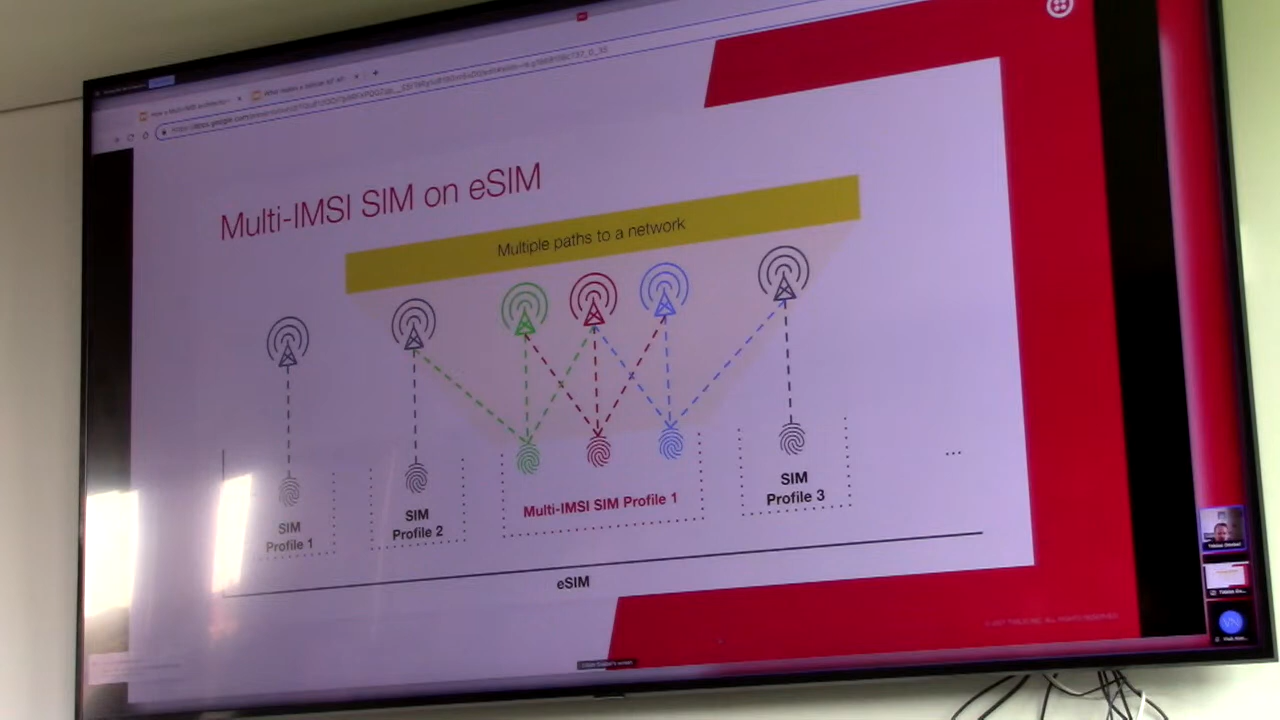 Multi-IMSI SIM on eSIM
Multiple paths to a network
SIM
Profile 1
SIM
Profile 2
Multi-IMSI SIM Profile 1
SIM
Profile 3
...
eSIM
VN